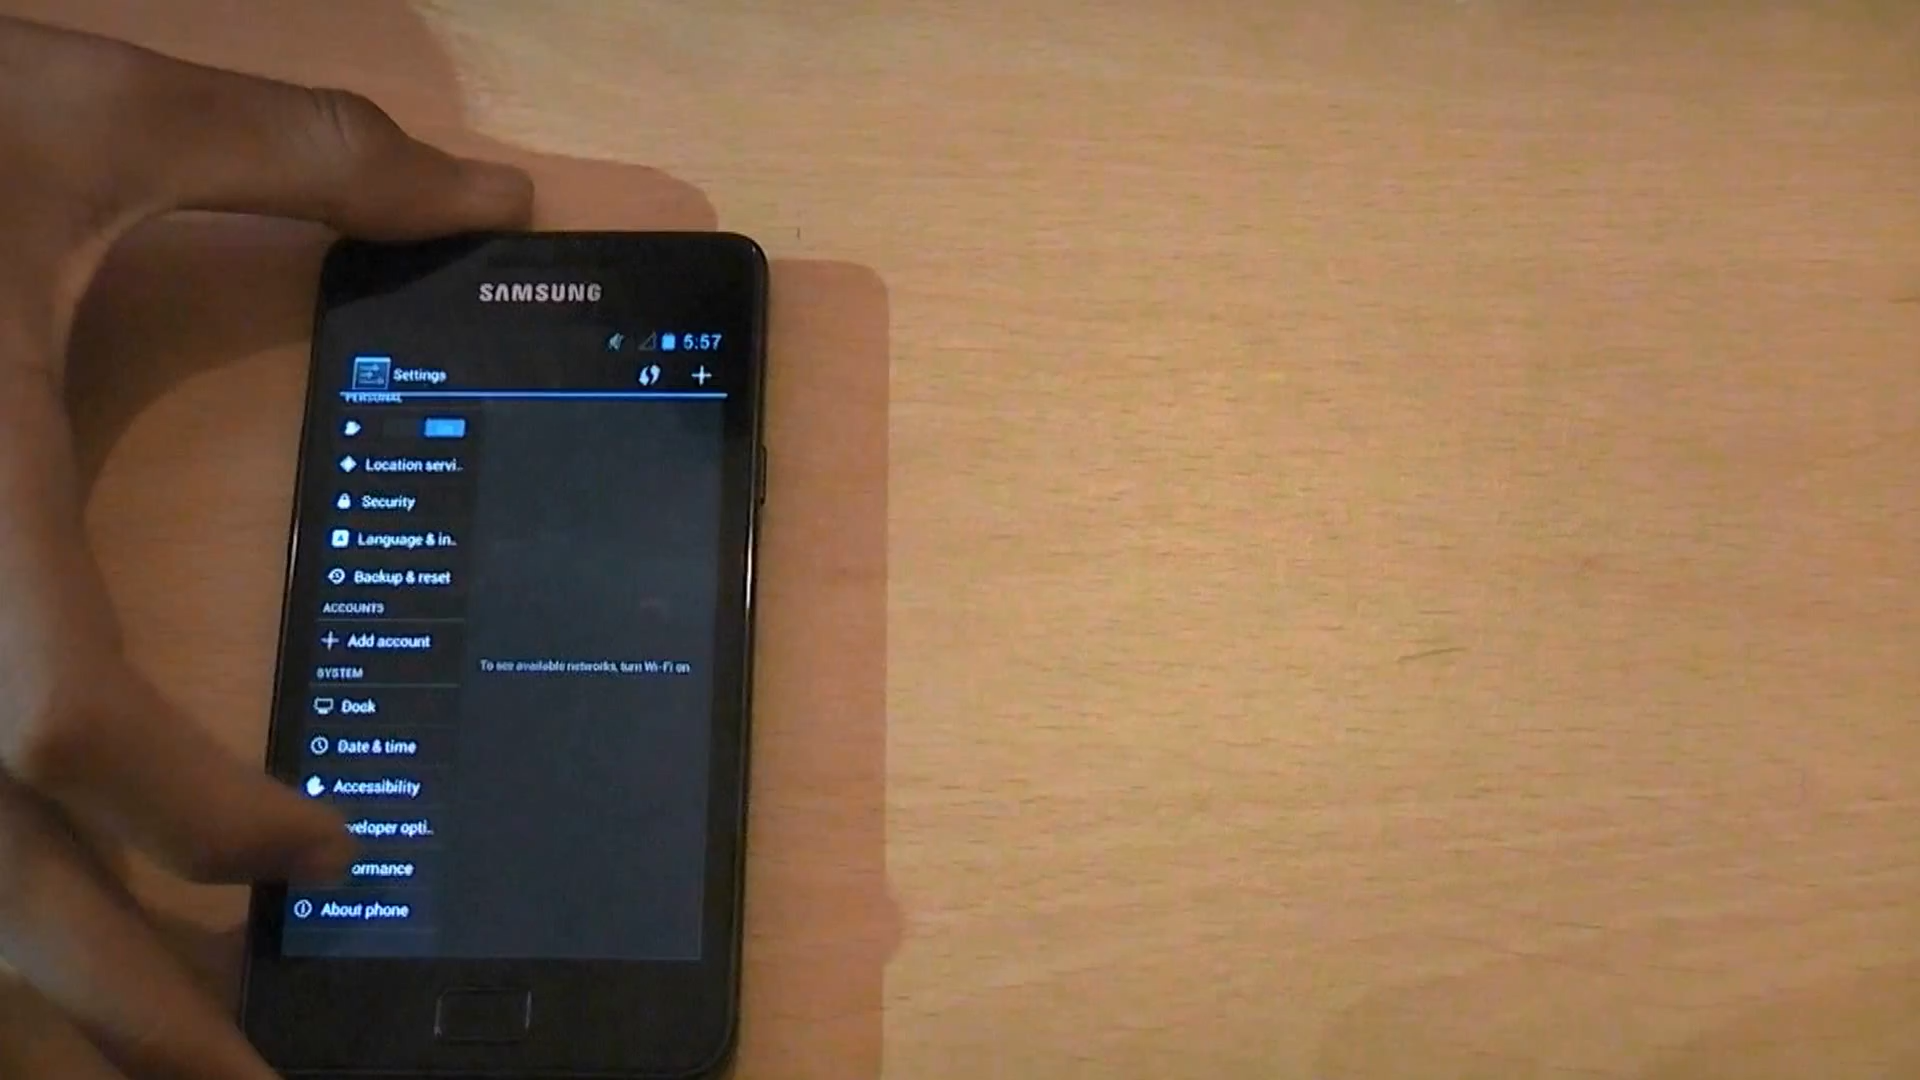 SAMSUNG
5:57
Settings
PERSONAL
Location servi..
Security
Language & in..
Backup & reset
ACCOUNTS
Add account
SYSTEM
To see available networks, turn Wi-Fi on
Dock
Date & time
Accessibility
veloper opti..
ormance
About phone